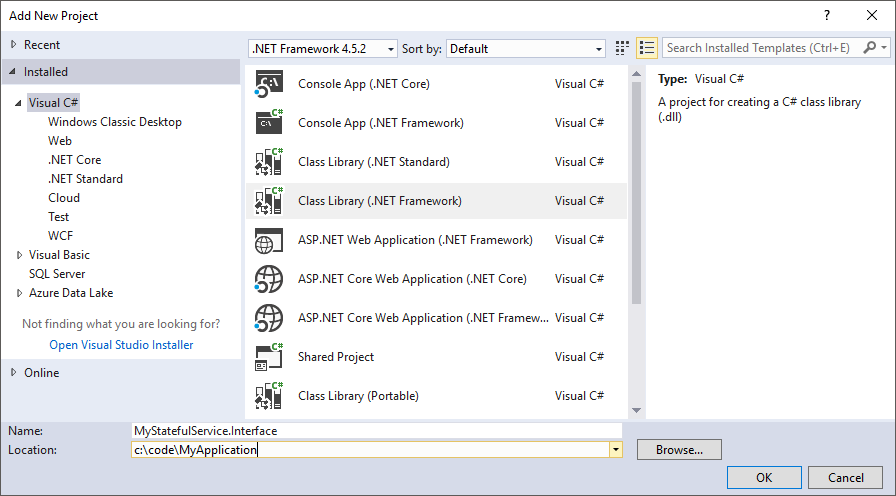 Add New Project
?
Recent
.NET Framework 4.5.2 Sort by: Default Search Installed Templates (Ctrl+E)
Installed
Visual C#
Windows Classic Desktop
Web
.NET Core
.NET Standard
Cloud
Test
WCF
Visual Basic
SQL Server
Azure Data Lake
Not finding what you are looking for?
Open Visual Studio Installer
Online
Console App (.NET Core) Visual C#
Console App (.NET Framework) Visual C#
Class Library (.NET Standard) Visual C#
Class Library (.NET Framework) Visual C#
ASP.NET Web Application (.NET Framework) Visual C#
ASP.NET Core Web Application (.NET Core) Visual C#
ASP.NET Core Web Application (.NET Framew... Visual C#
Shared Project Visual C#
Class Library (Portable) Visual C#
Type: Visual C#
A project for creating a C# class library
(.dll)
Name: MyStatefulService.Interface
Location: c:\code\MyApplication
Browse...
OK Cancel